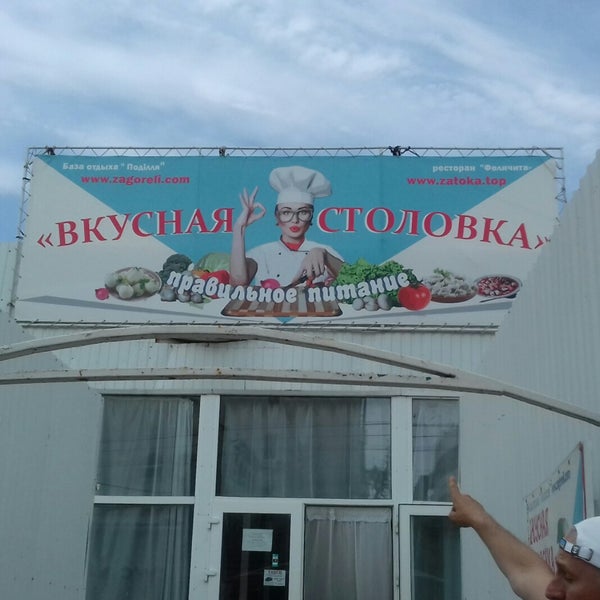 База отдыха " Поділля"
www.zagoreli.com
ресторан "Феличита"
www.zatoka.top
«ВКУСНАЯ СТОЛОВКА»
правильное питание